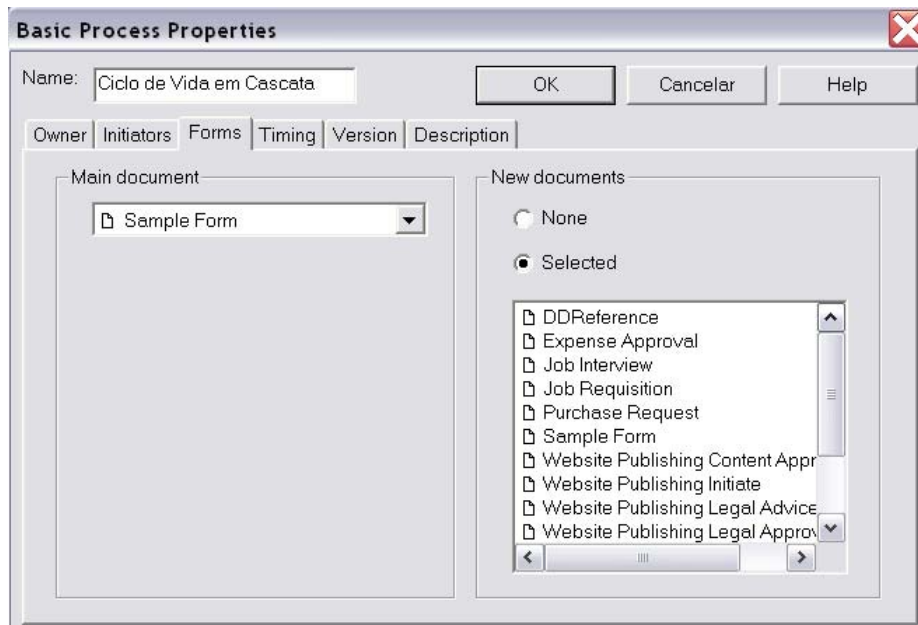 Basic Process Properties
Name: Ciclo de Vida em Cascata OK Cancelar Help
Owner Initiators Forms Timing Version Description
Main document
Sample Form
New documents
None
Selected
DDReference
Expense Approval
Job Interview
Job Requisition
Purchase Request
Sample Form
Website Publishing Content Appr
Website Publishing Initiate
Website Publishing Legal Advice
Website Publishing Legal Approv